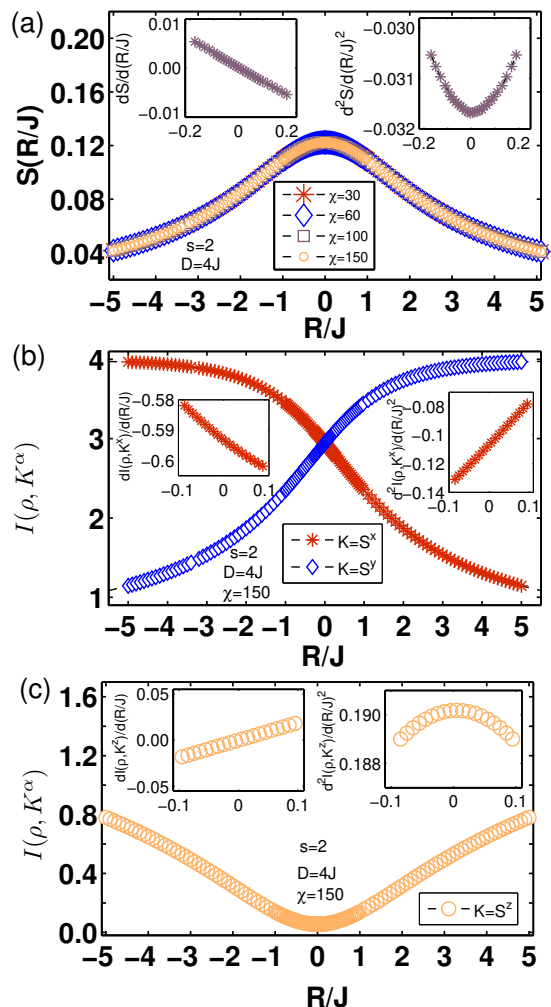 (a)
S(R/J)
0.20
0.16
0.12
0.08
0.04
dS/d(R/J)
0.01
0.00
−0.01
−0.2 0 0.2
d²S/d(R/J)²
−0.030
−0.031
−0.032
−0.2 0 0.2
χ=30
χ=60
χ=100
χ=150
s=2
D=4J
−5 −4 −3 −2 −1 0 1 2 3 4 5
R/J
(b)
I(ρ, K^α)
4
3
2
1
dI(ρ,K^x)/d(R/J)
−0.58
−0.59
−0.6
−0.1 0 0.1
d²I(ρ,K^x)/d(R/J)²
−0.08
−0.1
−0.12
−0.14
−0.1 0 0.1
K=S^x
K=S^y
s=2
D=4J
χ=150
−5 −4 −3 −2 −1 0 1 2 3 4 5
R/J
(c)
I(ρ, K^α)
1.6
1.2
0.8
0.4
0.0
dI(ρ,K^z)/d(R/J)
0.05
0.00
−0.05
−0.1 0 0.1
d²I(ρ,K^z)/d(R/J)²
0.190
0.188
−0.1 0 0.1
s=2
D=4J
χ=150
K=S^z
−5 −4 −3 −2 −1 0 1 2 3 4 5
R/J